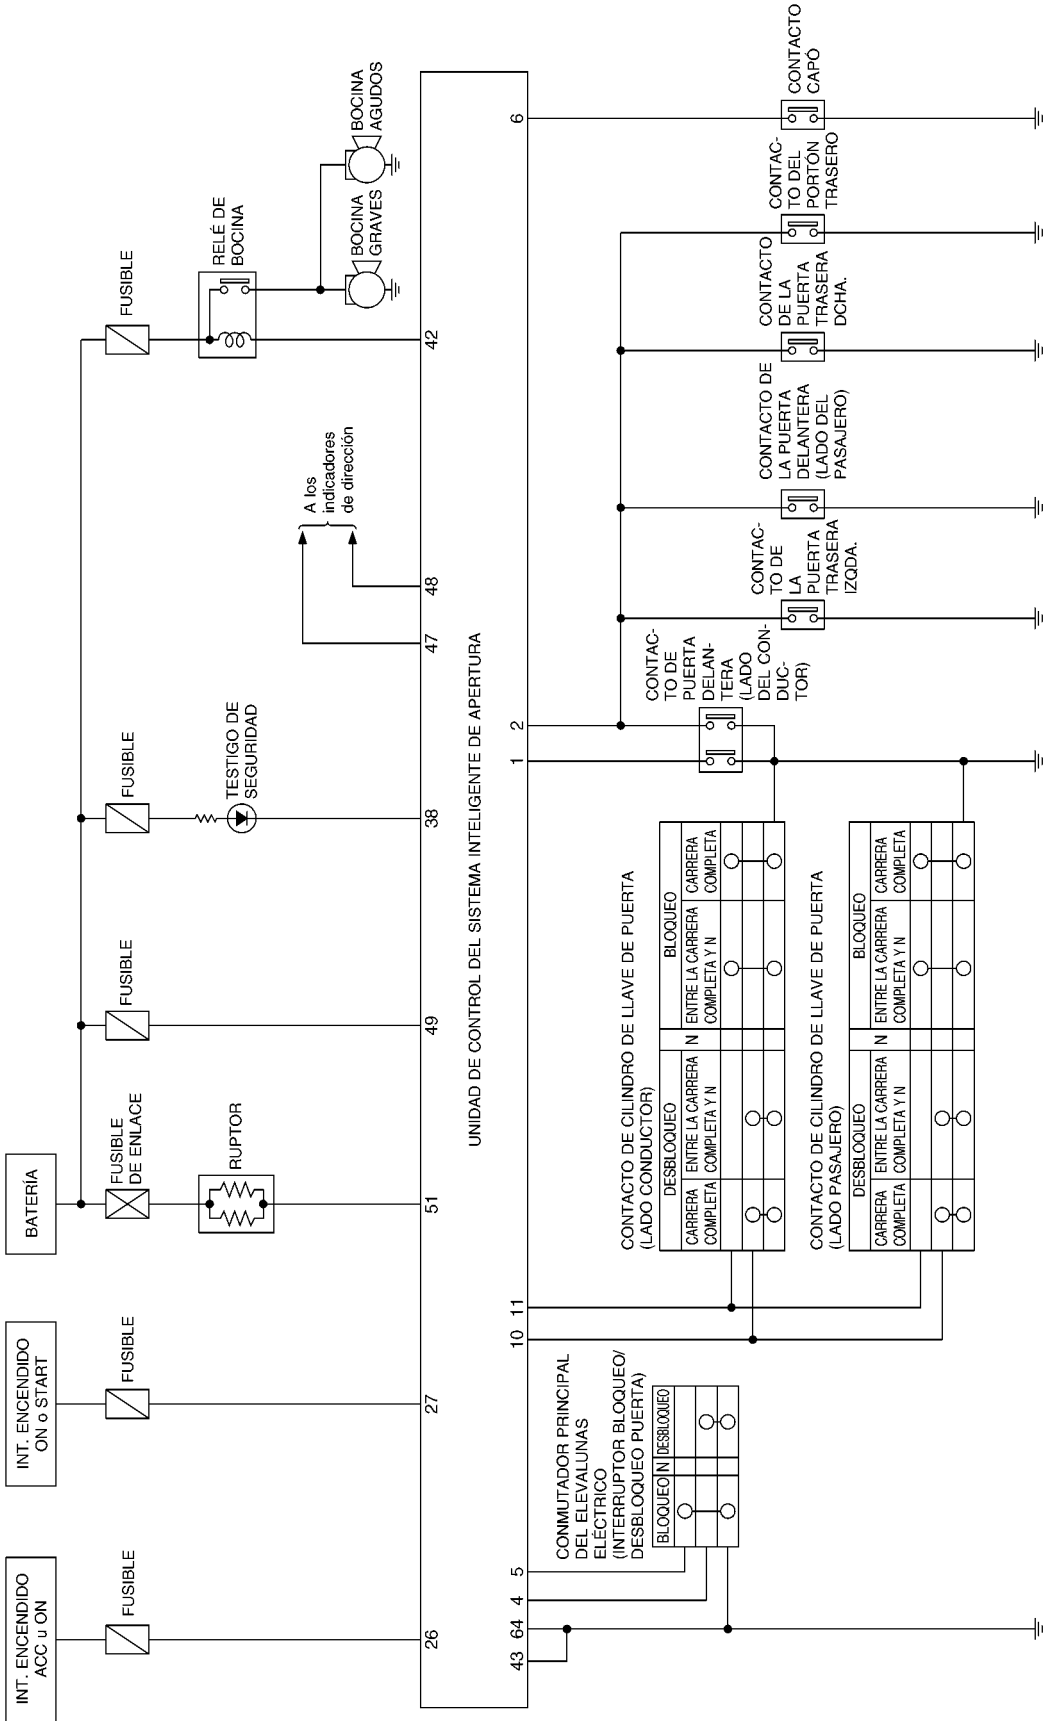 INT. ENCENDIDO
ACC u ON
INT. ENCENDIDO
ON o START
BATERÍA
FUSIBLE
FUSIBLE
FUSIBLE
DE ENLACE
RUPTOR
FUSIBLE
FUSIBLE
TESTIGO DE
SEGURIDAD
A los
indicadores
de dirección
FUSIBLE
RELÉ DE
BOCINA
BOCINA
GRAVES
BOCINA
AGUDOS
26
27
51
49
38
47
48
42
UNIDAD DE CONTROL DEL SISTEMA INTELIGENTE DE APERTURA
43
64
4
5
10
11
1
2
6
CONMUTADOR PRINCIPAL
DEL ELEVALUNAS
ELÉCTRICO
(INTERRUPTOR BLOQUEO/
DESBLOQUEO PUERTA)
BLOQUEO N DESBLOQUEO
CONTACTO DE CILINDRO DE LLAVE DE PUERTA
(LADO CONDUCTOR)
DESBLOQUEO N BLOQUEO
CARRERA ENTRE LA CARRERA ENTRE LA CARRERA CARRERA
COMPLETA COMPLETA Y N COMPLETA Y N COMPLETA
CONTACTO DE CILINDRO DE LLAVE DE PUERTA
(LADO PASAJERO)
DESBLOQUEO N BLOQUEO
CARRERA ENTRE LA CARRERA ENTRE LA CARRERA CARRERA
COMPLETA COMPLETA Y N COMPLETA Y N COMPLETA
CONTAC-
TO DE
PUERTA
DELAN-
TERA
(LADO
DEL CON-
DUC-
TOR)
CONTAC-
TO DE
LA
PUERTA
TRASERA
IZQDA.
CONTACTO DE
LA PUERTA
DELANTERA
(LADO DEL
PASAJERO)
CONTACTO
DE LA
PUERTA
TRASERA
DCHA.
CONTAC-
TO DEL
PORTÓN
TRASERO
CONTACTO
CAPÓ